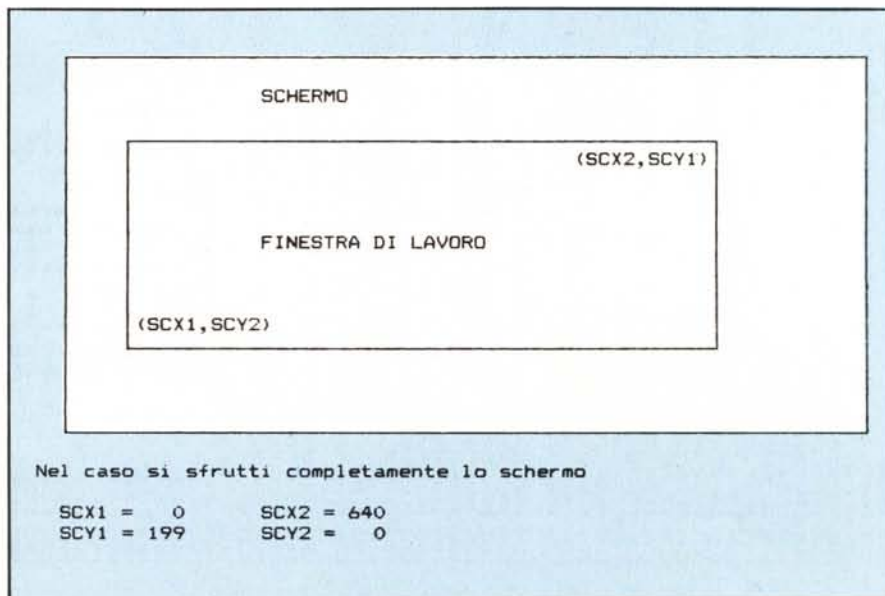 SCHERMO
(SCX2,SCY1)
FINESTRA DI LAVORO
(SCX1,SCY2)
Nel caso si sfrutti completamente lo schermo
SCX1 = 0 SCX2 = 640
SCY1 = 199 SCY2 = 0